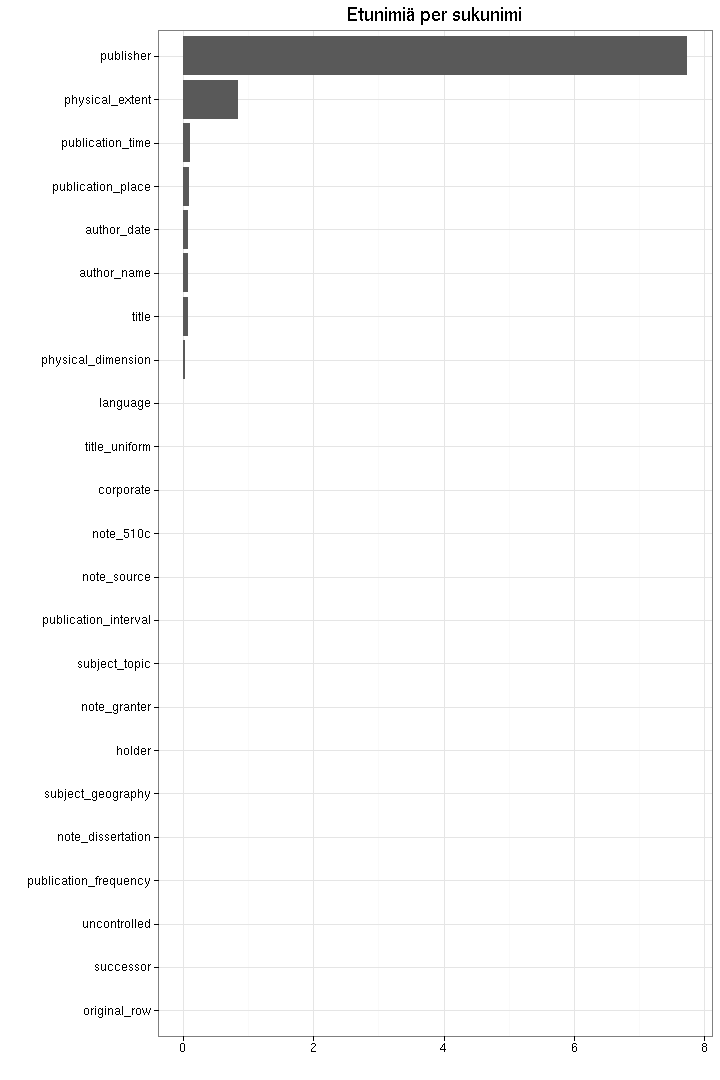 Etunimiä per sukunimi
publisher
physical_extent
publication_time
publication_place
author_date
author_name
title
physical_dimension
language
title_uniform
corporate
note_510c
note_source
publication_interval
subject_topic
note_granter
holder
subject_geography
note_dissertation
publication_frequency
uncontrolled
successor
original_row
0 2 4 6 8